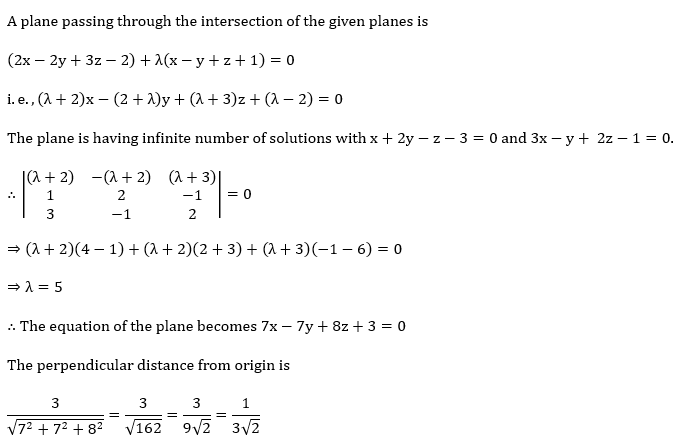 A plane passing through the intersection of the given planes is
(2x − 2y + 3z − 2) + λ(x − y + z + 1) = 0
i. e. , (λ + 2)x − (2 + λ)y + (λ + 3)z + (λ − 2) = 0
The plane is having infinite number of solutions with x + 2y − z − 3 = 0 and 3x − y + 2z − 1 = 0.
∴ |(λ + 2) −(λ + 2) (λ + 3)|
|1 2 −1| = 0
|3 −1 2|
⇒ (λ + 2)(4 − 1) + (λ + 2)(2 + 3) + (λ + 3)(−1 − 6) = 0
⇒ λ = 5
∴ The equation of the plane becomes 7x − 7y + 8z + 3 = 0
The perpendicular distance from origin is
3/√(7² + 7² + 8²) = 3/√162 = 3/(9√2) = 1/(3√2)